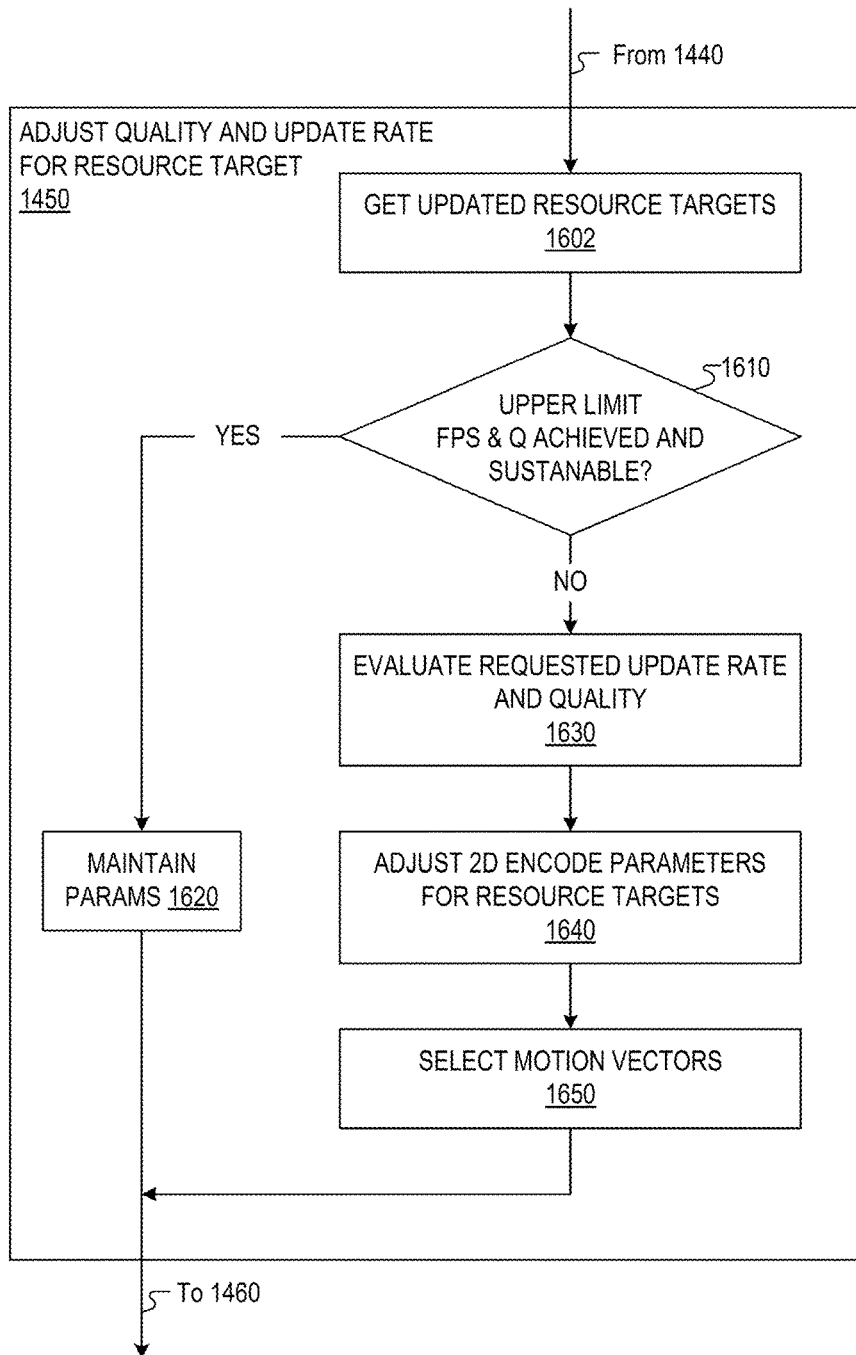 From 1440
ADJUST QUALITY AND UPDATE RATE
FOR RESOURCE TARGET
1450
GET UPDATED RESOURCE TARGETS
1602
1610
UPPER LIMIT
FPS & Q ACHIEVED AND
SUSTANABLE?
YES
NO
EVALUATE REQUESTED UPDATE RATE
AND QUALITY
1630
MAINTAIN
PARAMS 1620
ADJUST 2D ENCODE PARAMETERS
FOR RESOURCE TARGETS
1640
SELECT MOTION VECTORS
1650
To 1460